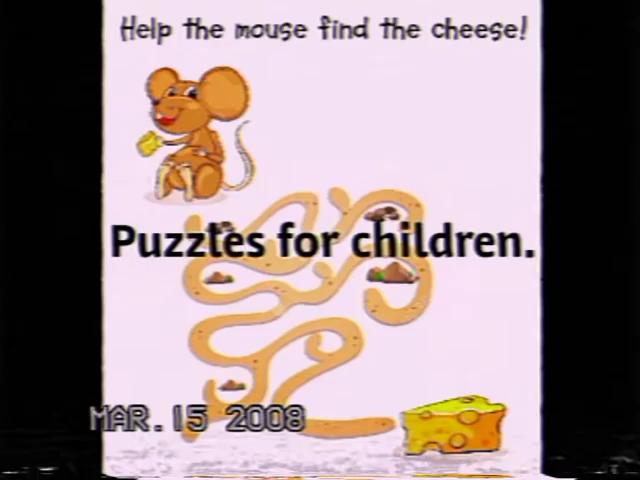 Help the mouse find the cheese!
Puzzles for children.
MAR.15 2008